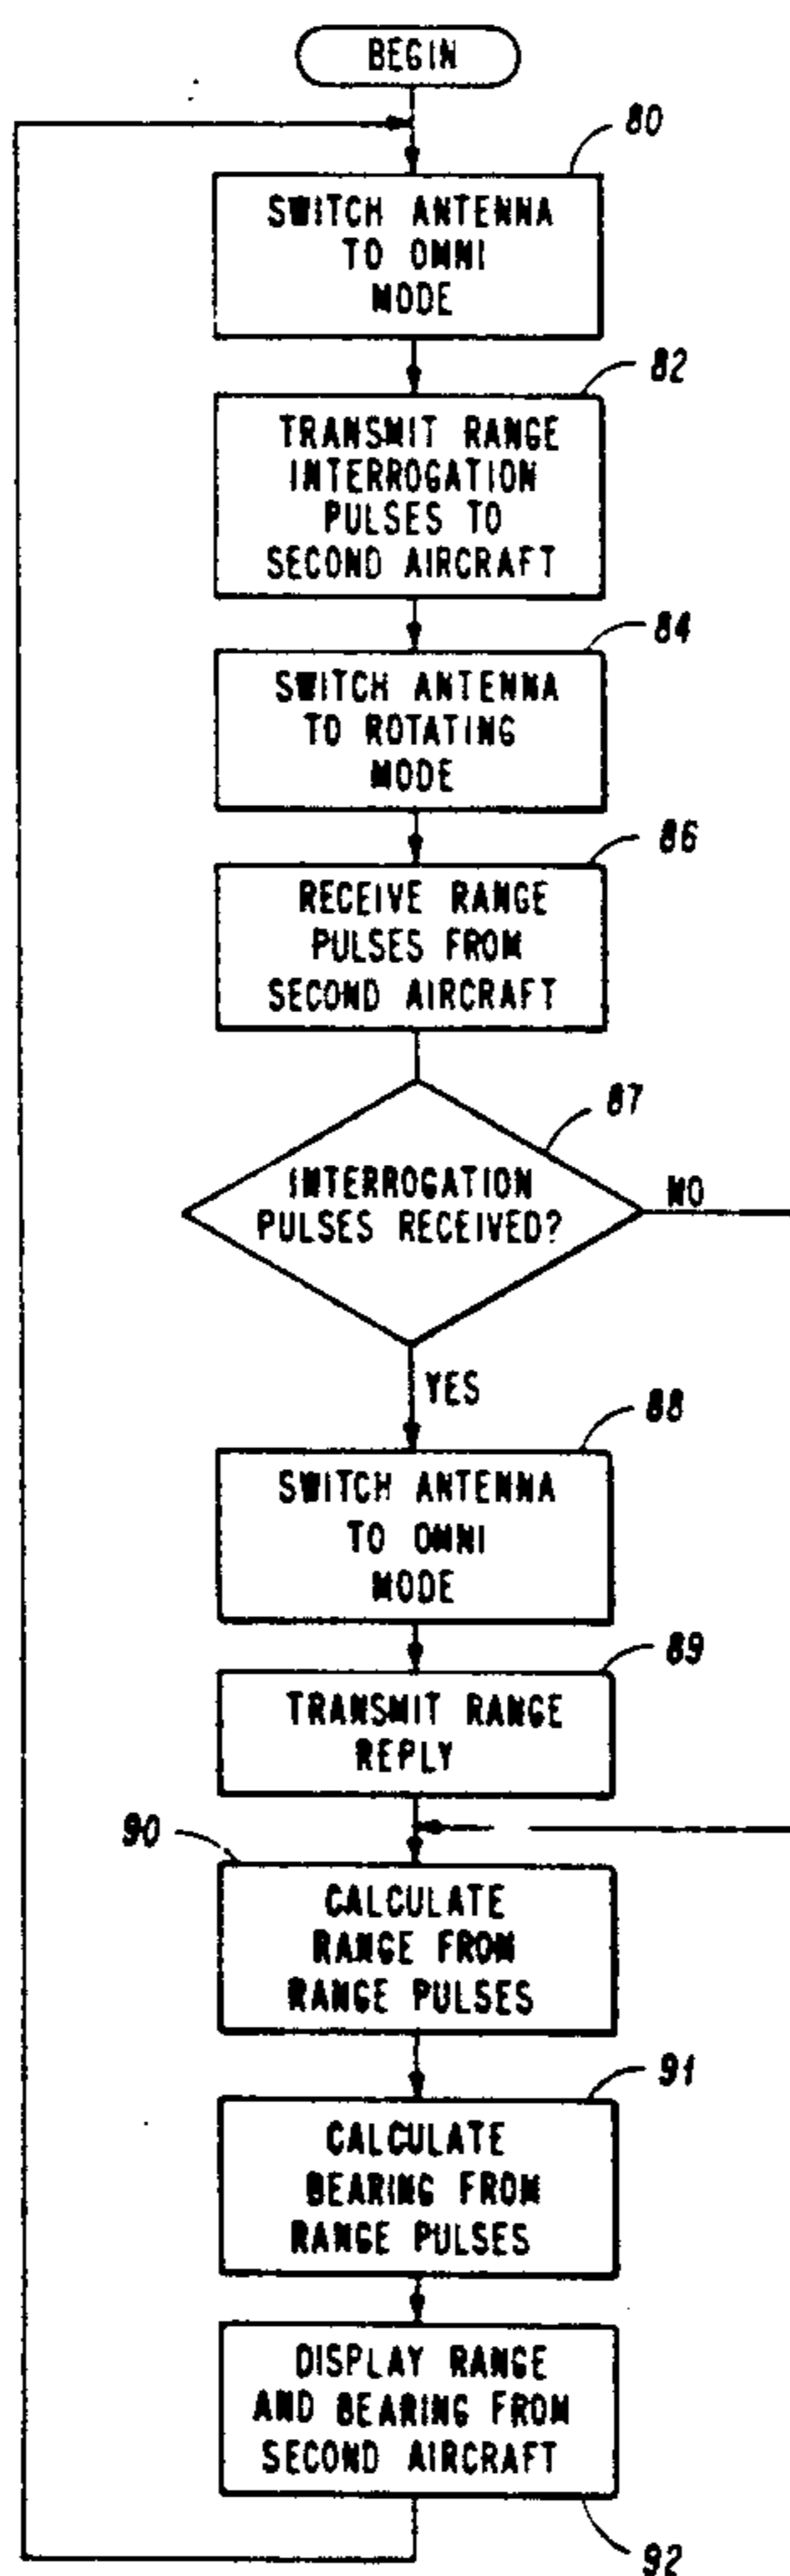 BEGIN
80
SWITCH ANTENNA
TO OMNI
MODE
82
TRANSMIT RANGE
INTERROGATION
PULSES TO
SECOND AIRCRAFT
84
SWITCH ANTENNA
TO ROTATING
MODE
86
RECEIVE RANGE
PULSES FROM
SECOND AIRCRAFT
87
INTERROGATION
PULSES RECEIVED?
NO
YES
88
SWITCH ANTENNA
TO OMNI
MODE
89
TRANSMIT RANGE
REPLY
90
CALCULATE
RANGE FROM
RANGE PULSES
91
CALCULATE
BEARING FROM
RANGE PULSES
DISPLAY RANGE
AND BEARING FROM
SECOND AIRCRAFT
92